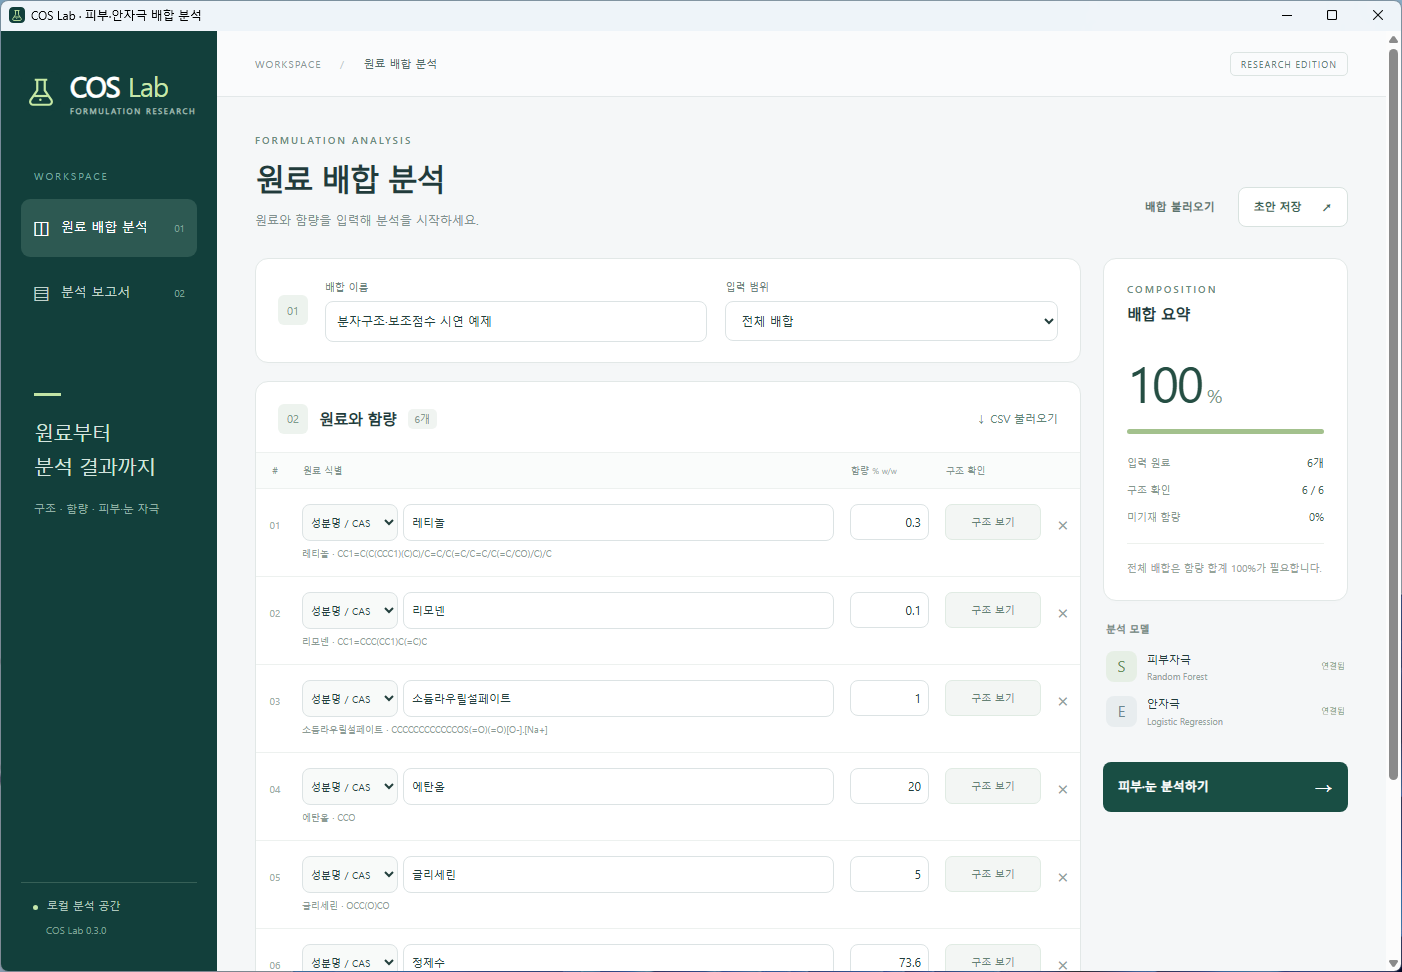 COS Lab · 피부·안자극 배합 분석
COS Lab
FORMULATION RESEARCH
WORKSPACE
원료 배합 분석 01
분석 보고서 02
원료부터
분석 결과까지
구조 · 함량 · 피부·눈 자극
로컬 분석 공간
COS Lab 0.3.0
WORKSPACE / 원료 배합 분석
RESEARCH EDITION
FORMULATION ANALYSIS
원료 배합 분석
원료와 함량을 입력해 분석을 시작하세요.
배합 불러오기
초안 저장 ↗
01
배합 이름
분자구조·보조점수 시연 예제
입력 범위
전체 배합
02 원료와 함량 6개
↓ CSV 불러오기
# 원료 식별 함량 % w/w 구조 확인
01 성분명 / CAS 레티놀 0.3 구조 보기 ×
레티놀 · CC1=C(C(CCC1)(C)C)/C=C/C(=C/C=C/C(=C/CO)/C)/C
02 성분명 / CAS 리모넨 0.1 구조 보기 ×
리모넨 · CC1=CCC(CC1)C(=C)C
03 성분명 / CAS 소듐라우릴설페이트 1 구조 보기 ×
소듐라우릴설페이트 · CCCCCCCCCCCCOS(=O)(=O)[O-].[Na+]
04 성분명 / CAS 에탄올 20 구조 보기 ×
에탄올 · CCO
05 성분명 / CAS 글리세린 5 구조 보기 ×
글리세린 · OCC(O)CO
06 성분명 / CAS 정제수 73.6 구조 보기 ×
COMPOSITION
배합 요약
100 %
입력 원료 6개
구조 확인 6 / 6
미기재 함량 0%
전체 배합은 함량 합계 100%가 필요합니다.
분석 모델
S 피부자극 연결됨
Random Forest
E 안자극 연결됨
Logistic Regression
피부·눈 분석하기 →